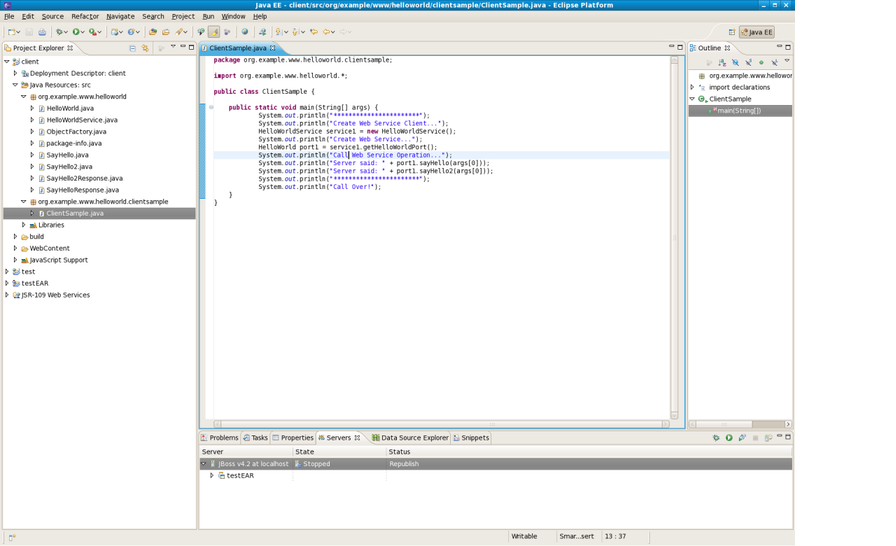 Java EE - client/src/org/example/www/helloworld/clientsample/ClientSample.java - Eclipse Platform
File Edit Source Refactor Navigate Search Project Run Window Help
Java EE
Project Explorer
client
Deployment Descriptor: client
Java Resources: src
org.example.www.helloworld
HelloWorld.java
HelloWorldService.java
ObjectFactory.java
package-info.java
SayHello.java
SayHello2.java
SayHello2Response.java
SayHelloResponse.java
org.example.www.helloworld.clientsample
ClientSample.java
Libraries
build
WebContent
JavaScript Support
test
testEAR
JSR-109 Web Services
ClientSample.java
package org.example.www.helloworld.clientsample;
import org.example.www.helloworld.*;
public class ClientSample {
public static void main(String[] args) {
System.out.println("***********************");
System.out.println("Create Web Service Client...");
HelloWorldService service1 = new HelloWorldService();
System.out.println("Create Web Service...");
HelloWorld port1 = service1.getHelloWorldPort();
System.out.println("Call Web Service Operation...");
System.out.println("Server said: " + port1.sayHello(args[0]));
System.out.println("Server said: " + port1.sayHello2(args[0]));
System.out.println("***********************");
System.out.println("Call Over!");
}
}
Outline
org.example.www.hellowor
import declarations
ClientSample
main(String[])
Problems Tasks Properties Servers Data Source Explorer Snippets
Server State Status
JBoss v4.2 at localhost Stopped Republish
testEAR
Writable Smar...sert 13 : 37